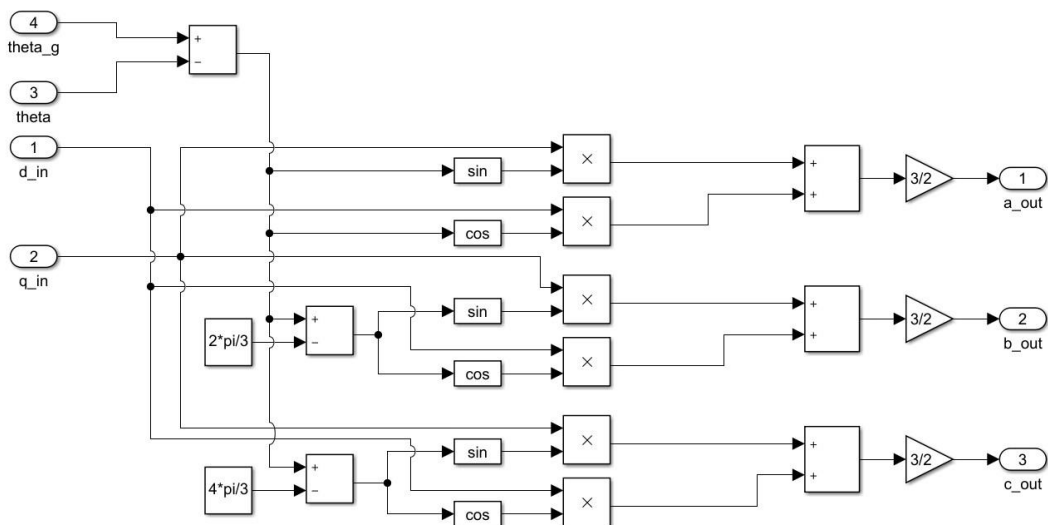 4
theta_g
+
−
3
theta
1
d_in
2
q_in
sin
×
cos
×
+
+
3/2
1
a_out
2*pi/3
+
−
sin
×
cos
×
+
+
3/2
2
b_out
4*pi/3
+
−
sin
×
cos
×
+
+
3/2
3
c_out